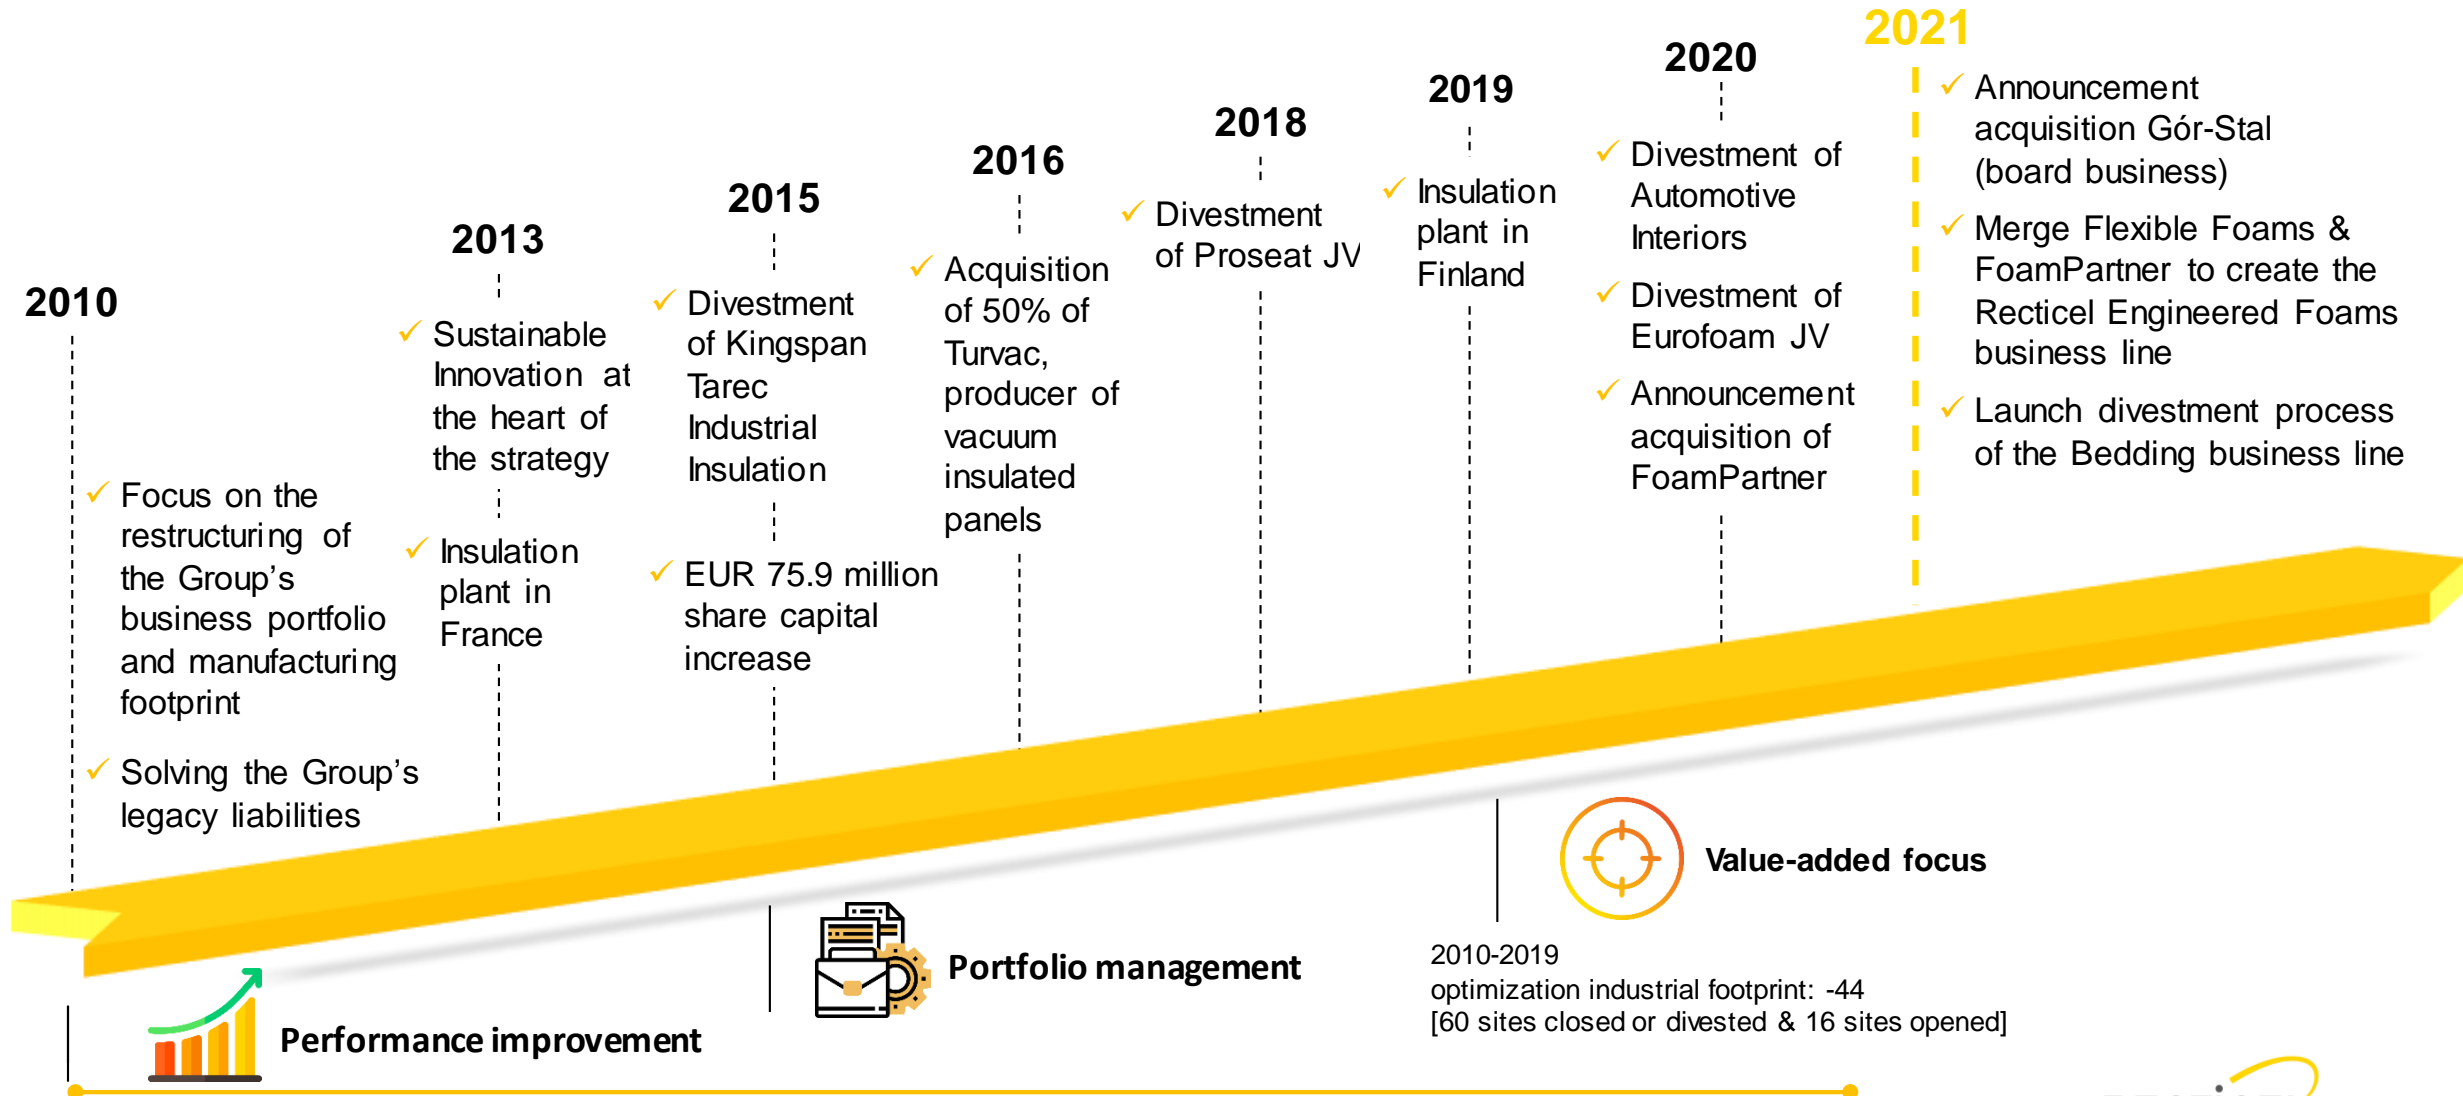 2010
Focus on the
restructuring of
the Group's
business portfolio
and manufacturing
footprint
Solving the Group's
legacy liabilities
2013
Sustainable
Innovation at
the heart of
the strategy
Insulation
plant in
France
2015
Divestment
of Kingspan
Tarec
Industrial
Insulation
EUR 75.9 million
share capital
increase
2016
Acquisition
of 50% of
Turvac,
producer of
vacuum
insulated
panels
2018
Divestment
of Proseat JV
2019
Insulation
plant in
Finland
2020
Divestment of
Automotive
Interiors
Divestment of
Eurofoam JV
Announcement
acquisition of
FoamPartner
2021
Announcement
acquisition Gór-Stal
(board business)
Merge Flexible Foams &
FoamPartner to create the
Recticel Engineered Foams
business line
Launch divestment process
of the Bedding business line
Performance improvement
Portfolio management
Value-added focus
2010-2019
optimization industrial footprint: -44
[60 sites closed or divested & 16 sites opened]